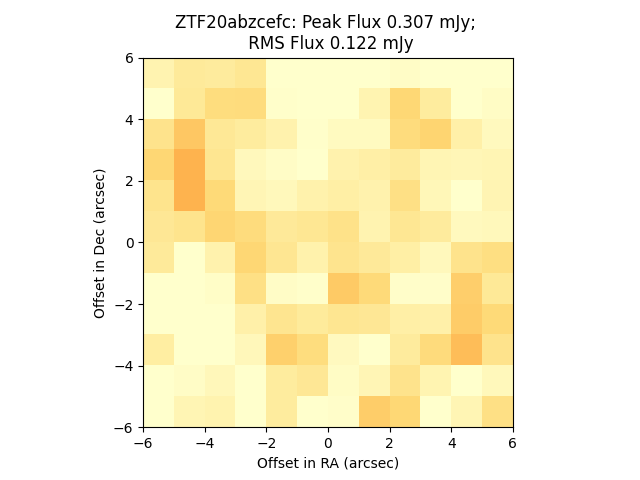 ZTF20abzcefc: Peak Flux 0.307 mJy;
RMS Flux 0.122 mJy
6
4
2
0
−2
−4
−6
Offset in Dec (arcsec)
−6 −4 −2 0 2 4 6
Offset in RA (arcsec)